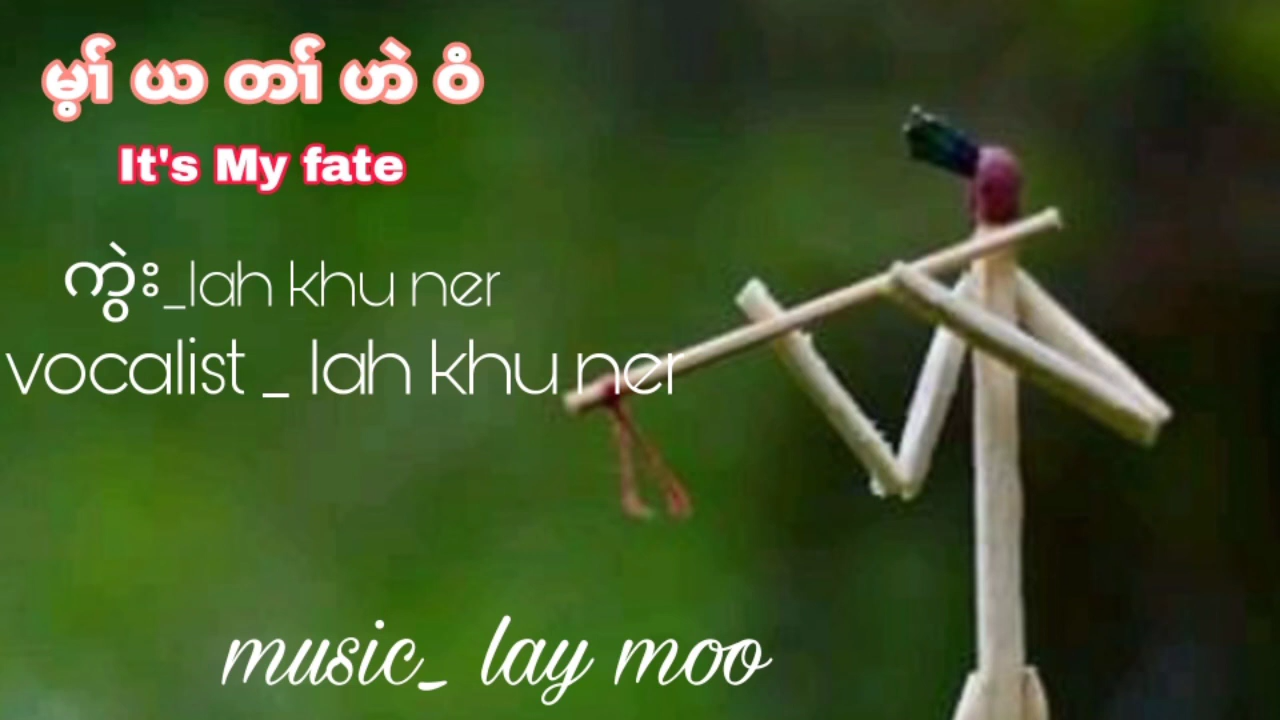 မ့ၢ် ယ တၢ် ဟဲ ဝံ
It's My fate
ကွဲး_lah khu ner
vocalist _ lah khu ner
music_ lay moo